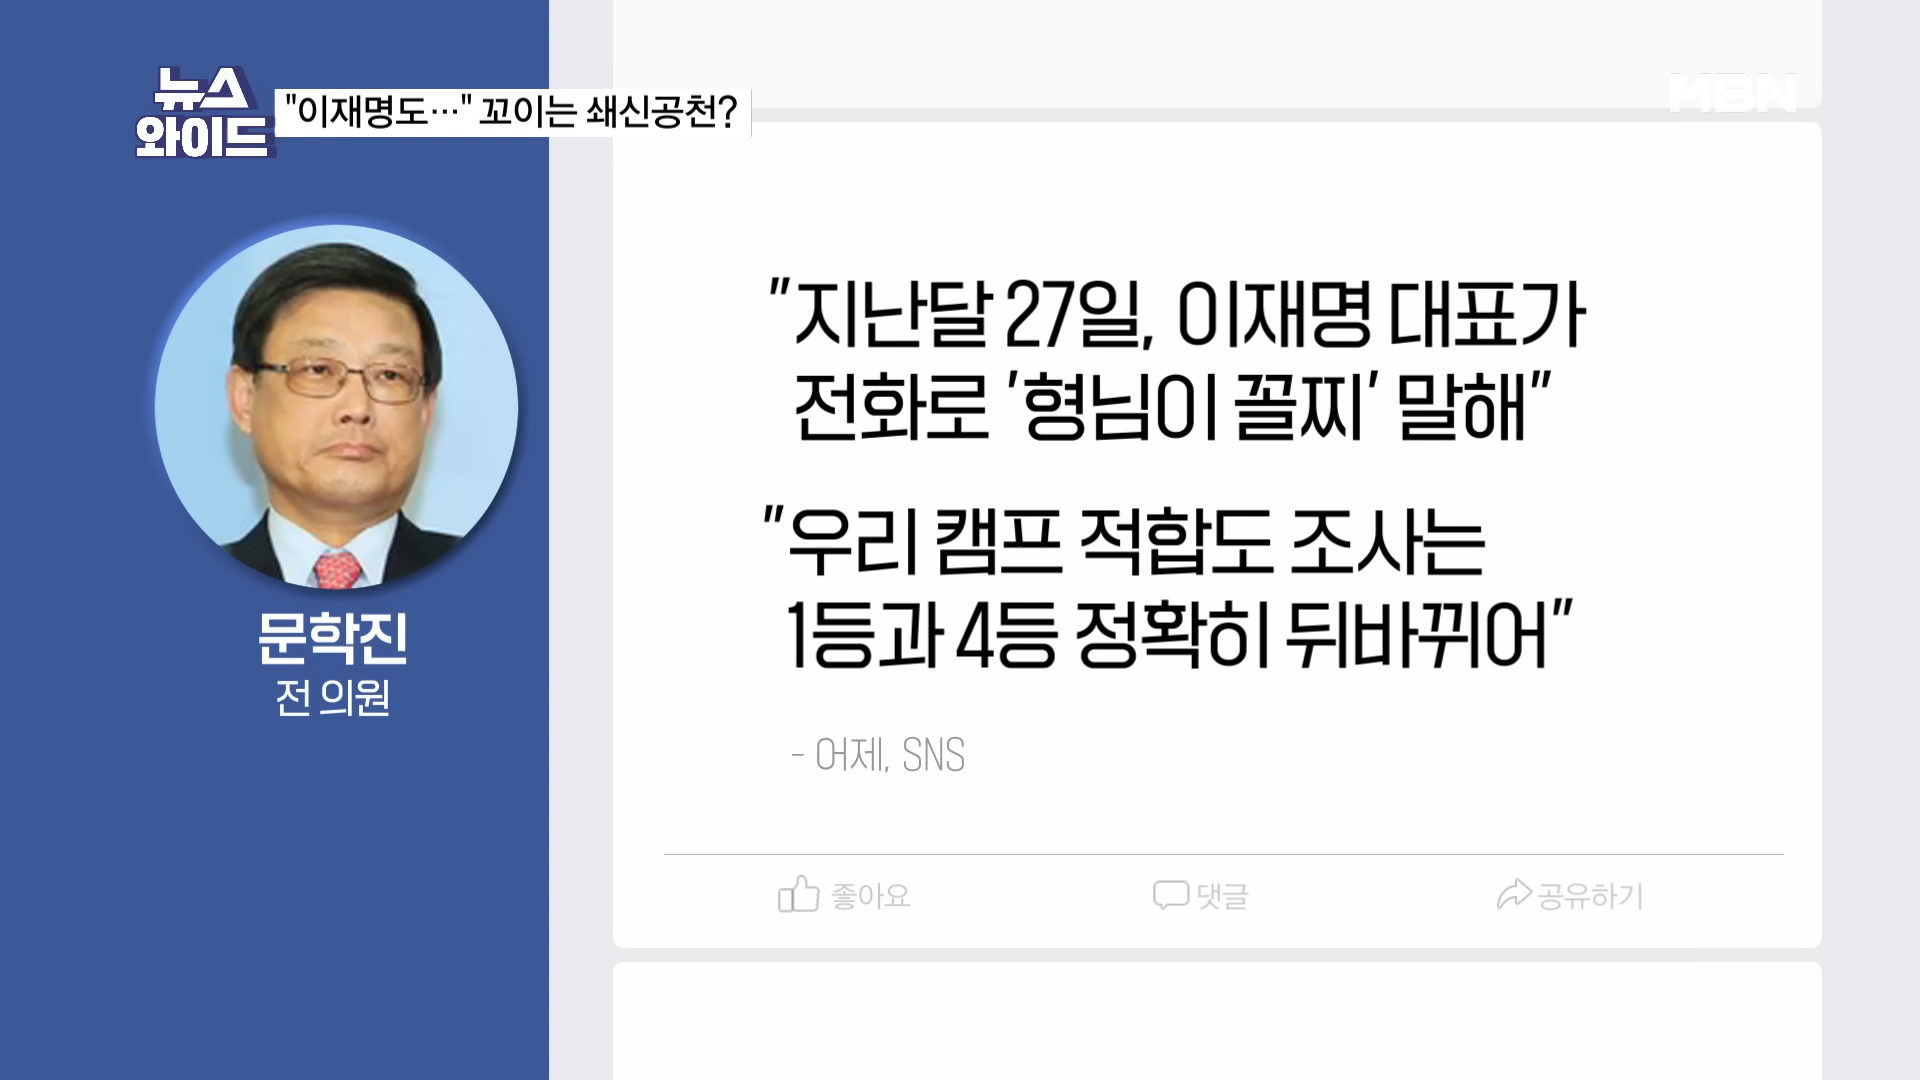 뉴스
와이드
"이재명도…" 꼬이는 쇄신공천?
MBN
문학진
전 의원
"지난달 27일, 이재명 대표가
전화로 '형님이 꼴찌' 말해"
"우리 캠프 적합도 조사는
1등과 4등 정확히 뒤바뀌어"
- 어제, SNS
좋아요 댓글 공유하기